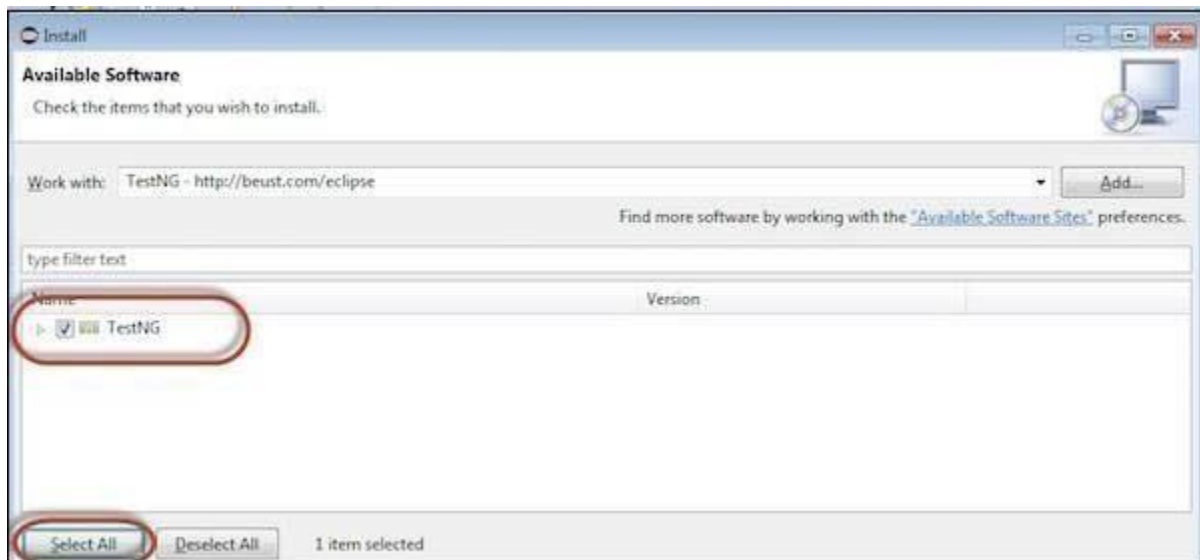 Install
Available Software
Check the items that you wish to install.
Work with: TestNG - http://beust.com/eclipse Add...
Find more software by working with the "Available Software Sites" preferences.
type filter text
Name Version
TestNG
Select All Deselect All 1 item selected